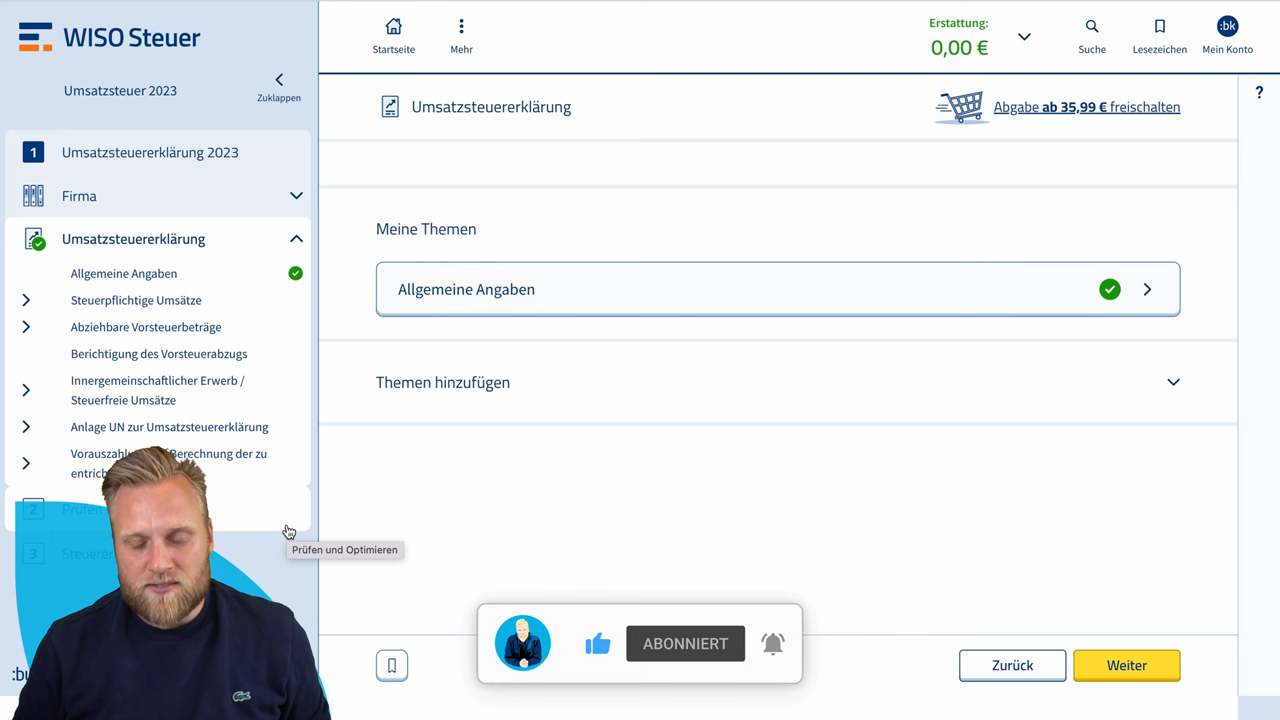 WISO Steuer
Umsatzsteuer 2023
Zuklappen
1 Umsatzsteuererklärung 2023
Firma
Umsatzsteuererklärung
Allgemeine Angaben
Steuerpflichtige Umsätze
Abziehbare Vorsteuerbeträge
Berichtigung des Vorsteuerabzugs
Innergemeinschaftlicher Erwerb /
Steuerfreie Umsätze
Anlage UN zur Umsatzsteuererklärung
Berechnung der zu
2
3
Startseite
Mehr
Erstattung:
0,00 €
Suche
Lesezeichen
:bk
Mein Konto
Umsatzsteuererklärung
Abgabe ab 35,99 € freischalten
?
Meine Themen
Allgemeine Angaben
Themen hinzufügen
Prüfen und Optimieren
ABONNIERT
Zurück
Weiter